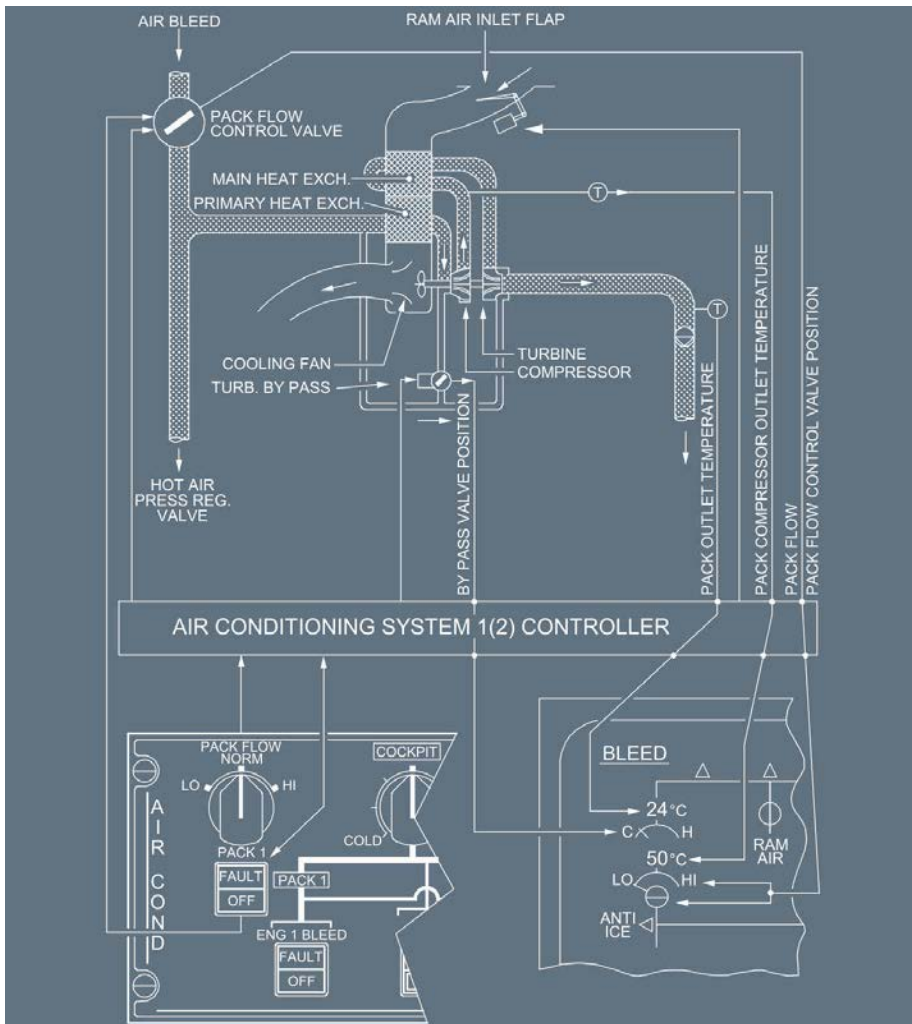 AIR BLEED
RAM AIR INLET FLAP
PACK FLOW
CONTROL VALVE
MAIN HEAT EXCH.
PRIMARY HEAT EXCH.
T
T
COOLING FAN
TURB. BY PASS
TURBINE
COMPRESSOR
HOT AIR
PRESS REG.
VALVE
BY PASS VALVE POSITION
PACK OUTLET TEMPERATURE
PACK COMPRESSOR OUTLET TEMPERATURE
PACK FLOW
PACK FLOW CONTROL VALVE POSITION
AIR CONDITIONING SYSTEM 1(2) CONTROLLER
AIR COND
PACK FLOW
NORM
LO
HI
PACK 1
FAULT
OFF
COCKPIT
COLD
PACK 1
ENG 1 BLEED
FAULT
OFF
BLEED
24 °C
C H
RAM
AIR
50°C
LO HI
ANTI
ICE